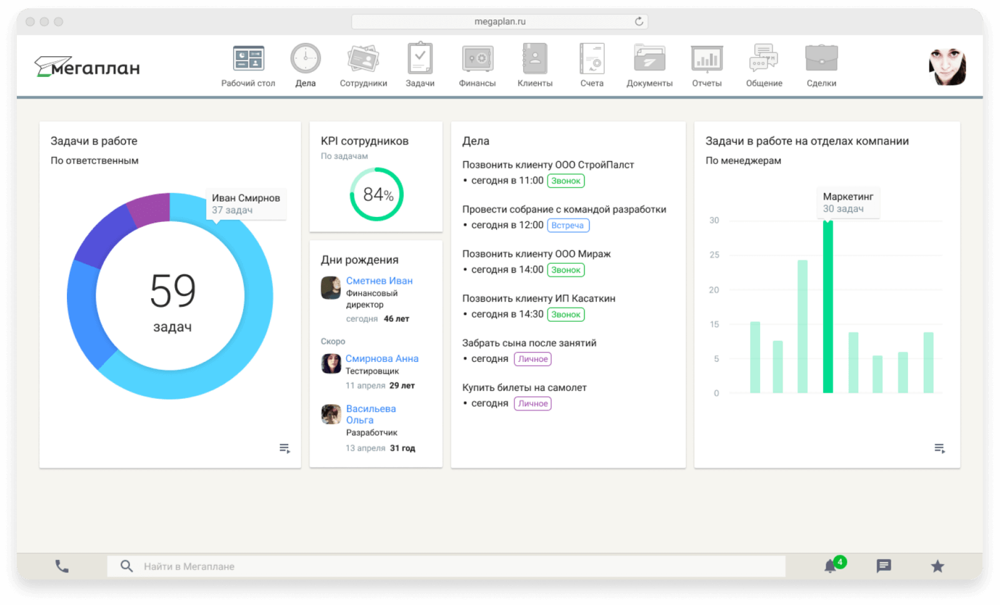 megaplan.ru
мегаплан
Рабочий стол
Дела
Сотрудники
Задачи
Финансы
Клиенты
Счета
Документы
Отчеты
Общение
Сделки
Задачи в работе
По ответственным
Иван Смирнов
37 задач
59
задач
KPI сотрудников
По задачам
84%
Дни рождения
Сметнев Иван
Финансовый
директор
сегодня 46 лет
Скоро
Смирнова Анна
Тестировщик
11 апреля 29 лет
Васильева
Ольга
Разработчик
13 апреля 31 год
Дела
Позвонить клиенту ООО СтройПалст
• сегодня в 11:00 Звонок
Провести собрание с командой разработки
• сегодня в 12:00 Встреча
Позвонить клиенту ООО Мираж
• сегодня в 14:00 Звонок
Позвонить клиенту ИП Касаткин
• сегодня в 14:30 Звонок
Забрать сына после занятий
• сегодня Личное
Купить билеты на самолет
• сегодня Личное
Задачи в работе на отделах компании
По менеджерам
Маркетинг
30 задач
30
25
20
15
5
0
Найти в Мегаплане
4